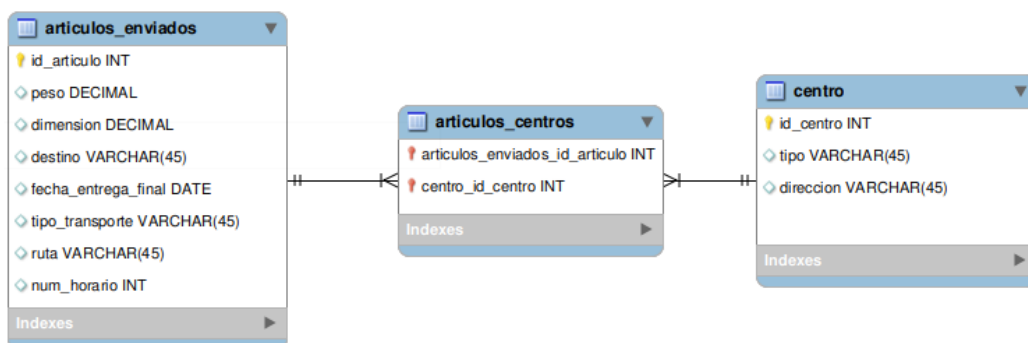 articulos_enviados
id_articulo INT
peso DECIMAL
dimension DECIMAL
destino VARCHAR(45)
fecha_entrega_final DATE
tipo_transporte VARCHAR(45)
ruta VARCHAR(45)
num_horario INT
Indexes
articulos_centros
articulos_enviados_id_articulo INT
centro_id_centro INT
Indexes
centro
id_centro INT
tipo VARCHAR(45)
direccion VARCHAR(45)
Indexes